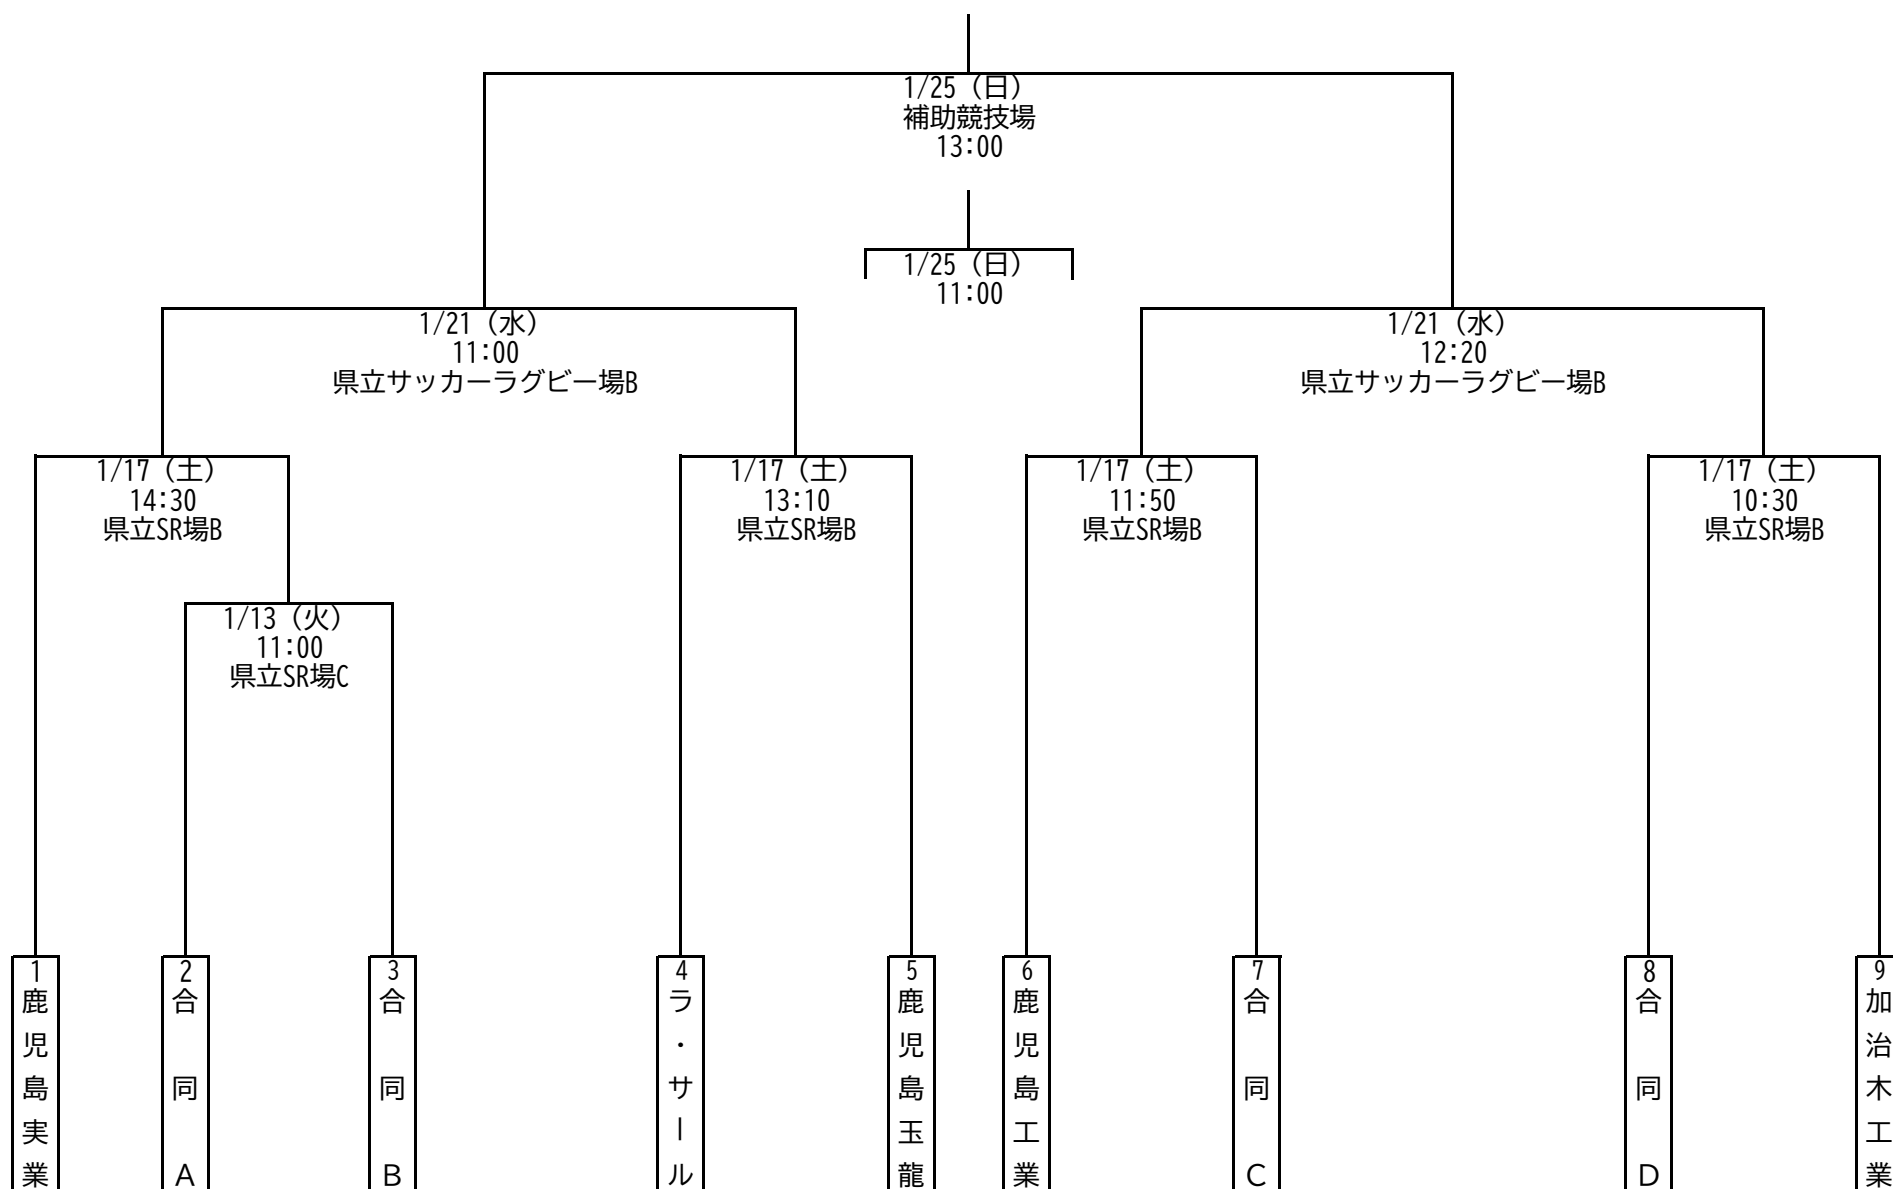 1/25（日）
補助競技場
13:00
1/25（日）
11:00
1/21（水）
11:00
県立サッカーラグビー場B
1/21（水）
12:20
県立サッカーラグビー場B
1/17（土）
14:30
県立SR場B
1/17（土）
13:10
県立SR場B
1/17（土）
11:50
県立SR場B
1/17（土）
10:30
県立SR場B
1/13（火）
11:00
県立SR場C
1
鹿児島実業
2
合同A
3
合同B
4
ラ・サール
5
鹿児島玉龍
6
鹿児島工業
7
合同C
8
合同D
9
加治木工業